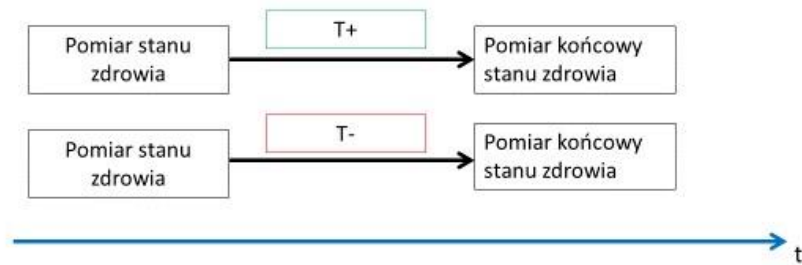 T+
Pomiar stanu
zdrowia
Pomiar końcowy
stanu zdrowia
T-
Pomiar stanu
zdrowia
Pomiar końcowy
stanu zdrowia
t